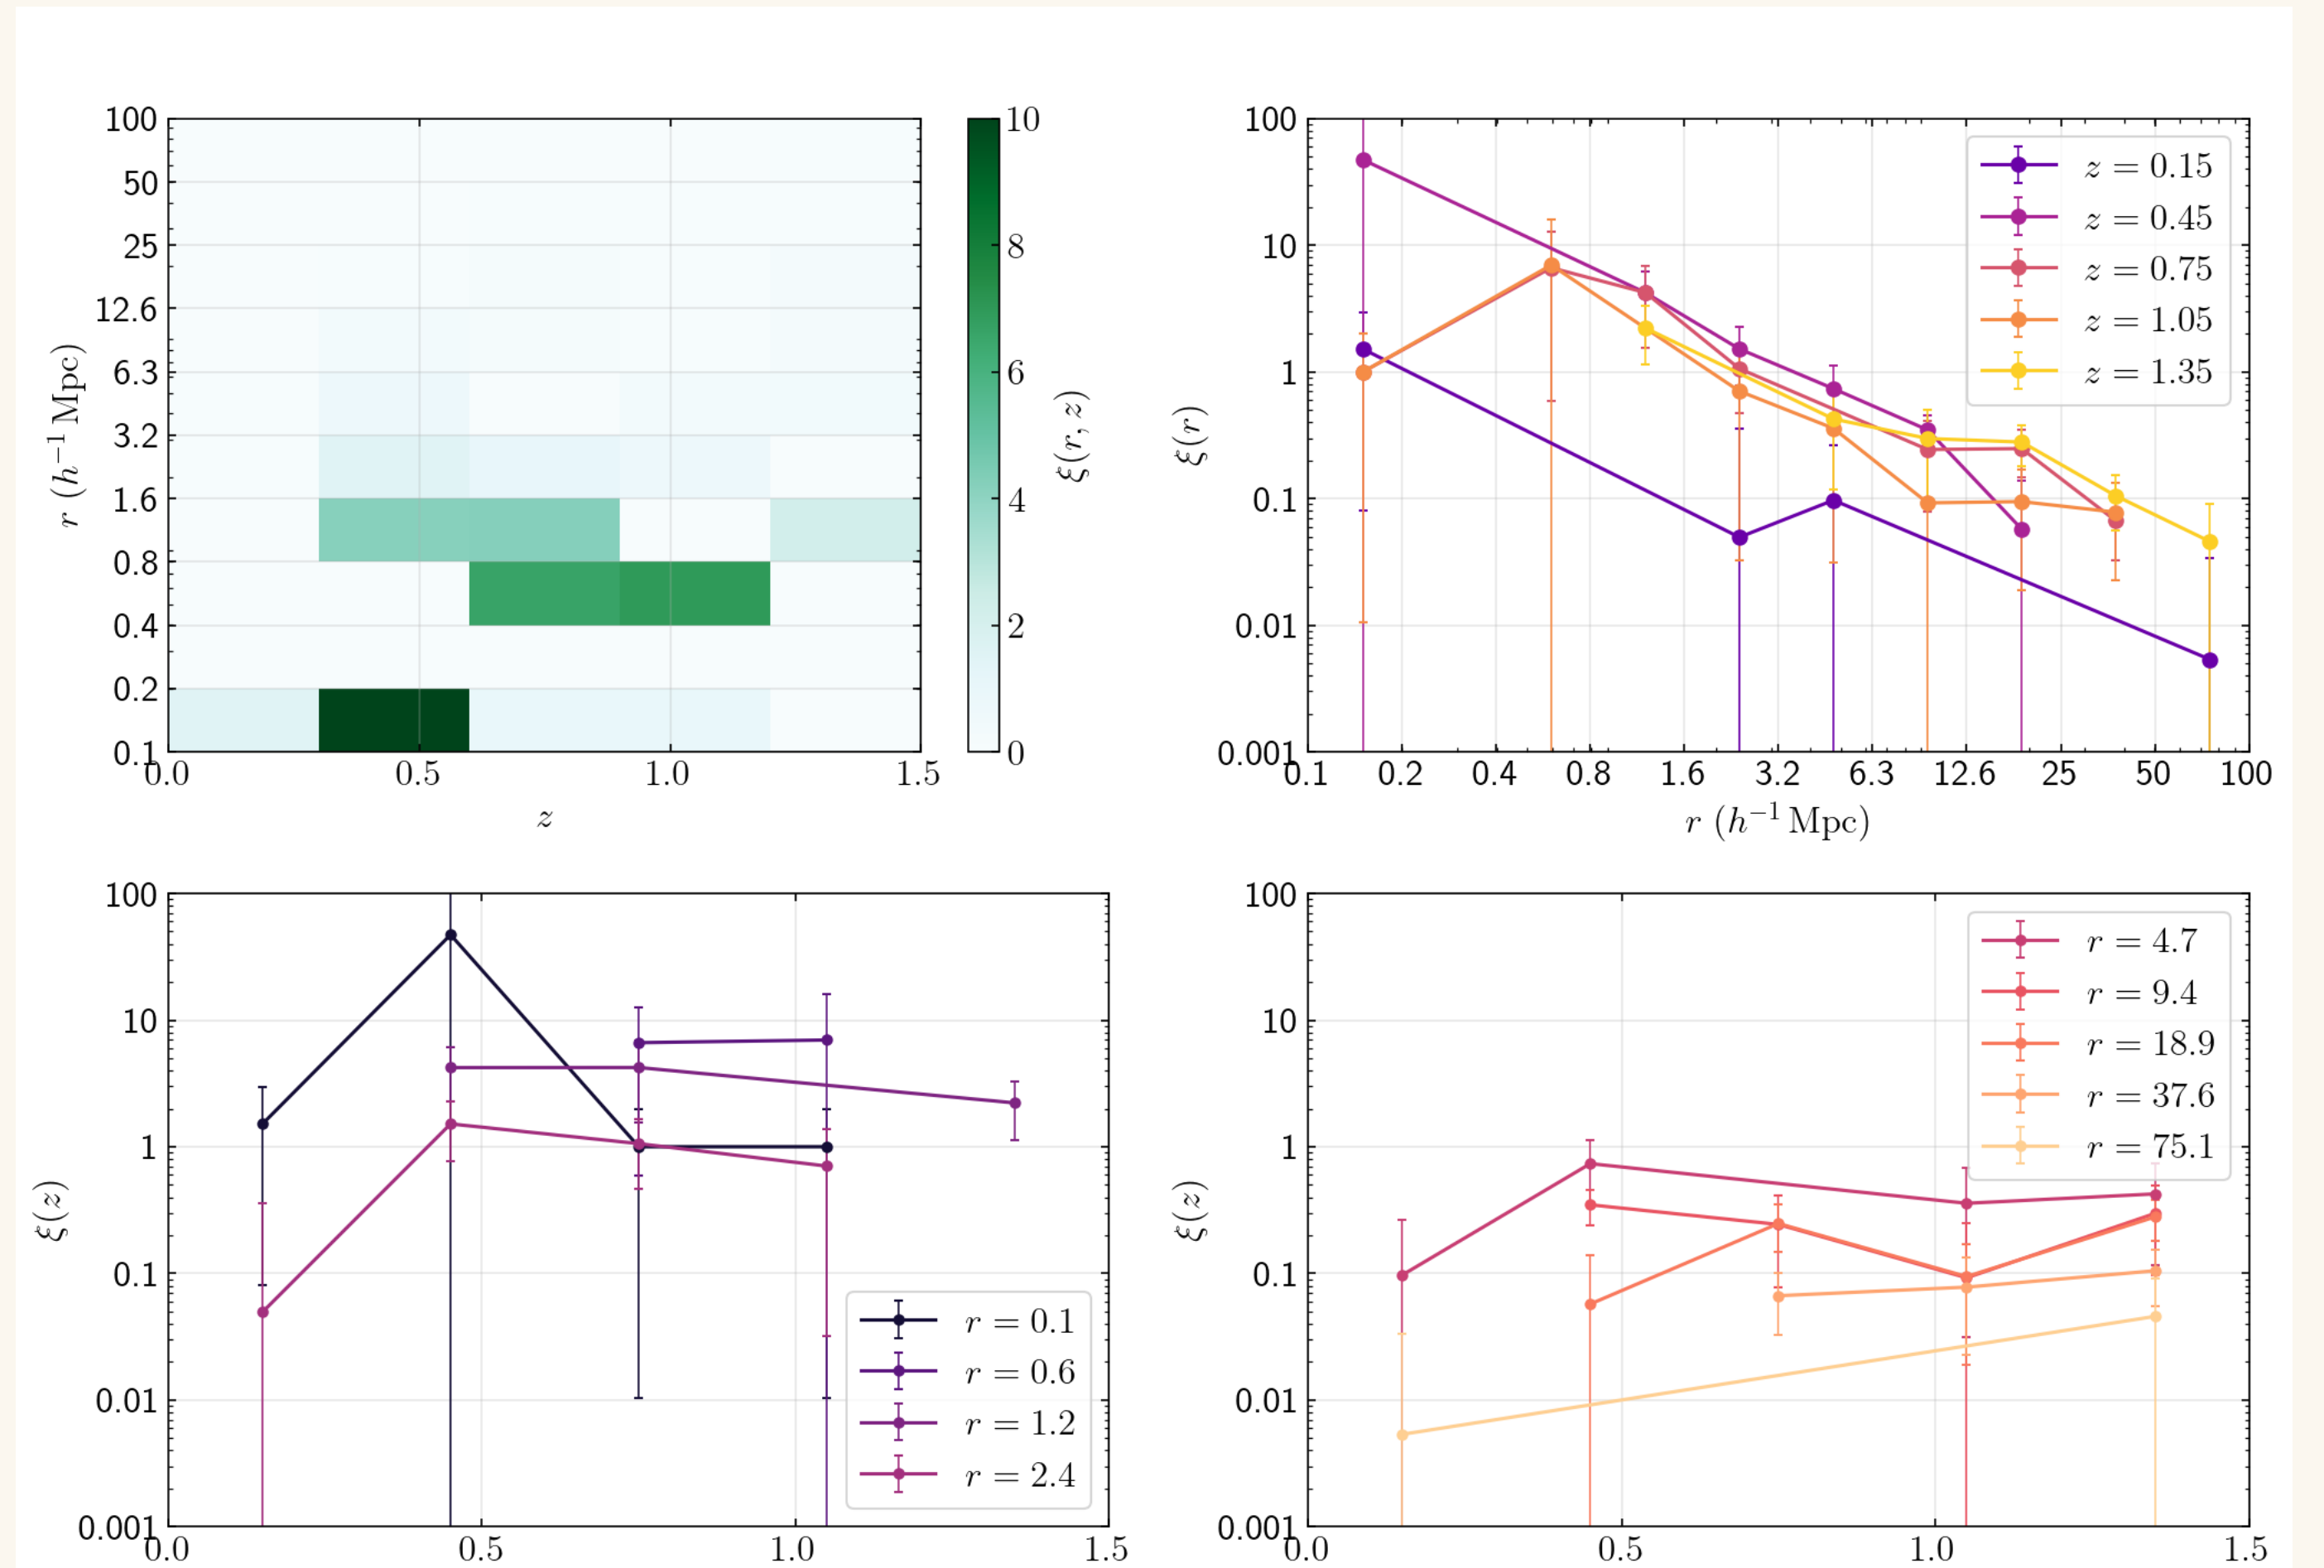 100
50
25
12.6
6.3
3.2
1.6
0.8
0.4
0.2
0.1
r (h⁻¹ Mpc)
0.0 0.5 1.0 1.5
z
10
8
6
4
2
0
ξ(r, z)
100
10
1
0.1
0.01
0.001
ξ(r)
z = 0.15
z = 0.45
z = 0.75
z = 1.05
z = 1.35
0.1 0.2 0.4 0.8 1.6 3.2 6.3 12.6 25 50 100
r (h⁻¹ Mpc)
100
10
1
0.1
0.01
0.001
ξ(z)
r = 0.1
r = 0.6
r = 1.2
r = 2.4
0.0 0.5 1.0 1.5
100
10
1
0.1
0.01
0.001
ξ(z)
r = 4.7
r = 9.4
r = 18.9
r = 37.6
r = 75.1
0.0 0.5 1.0 1.5